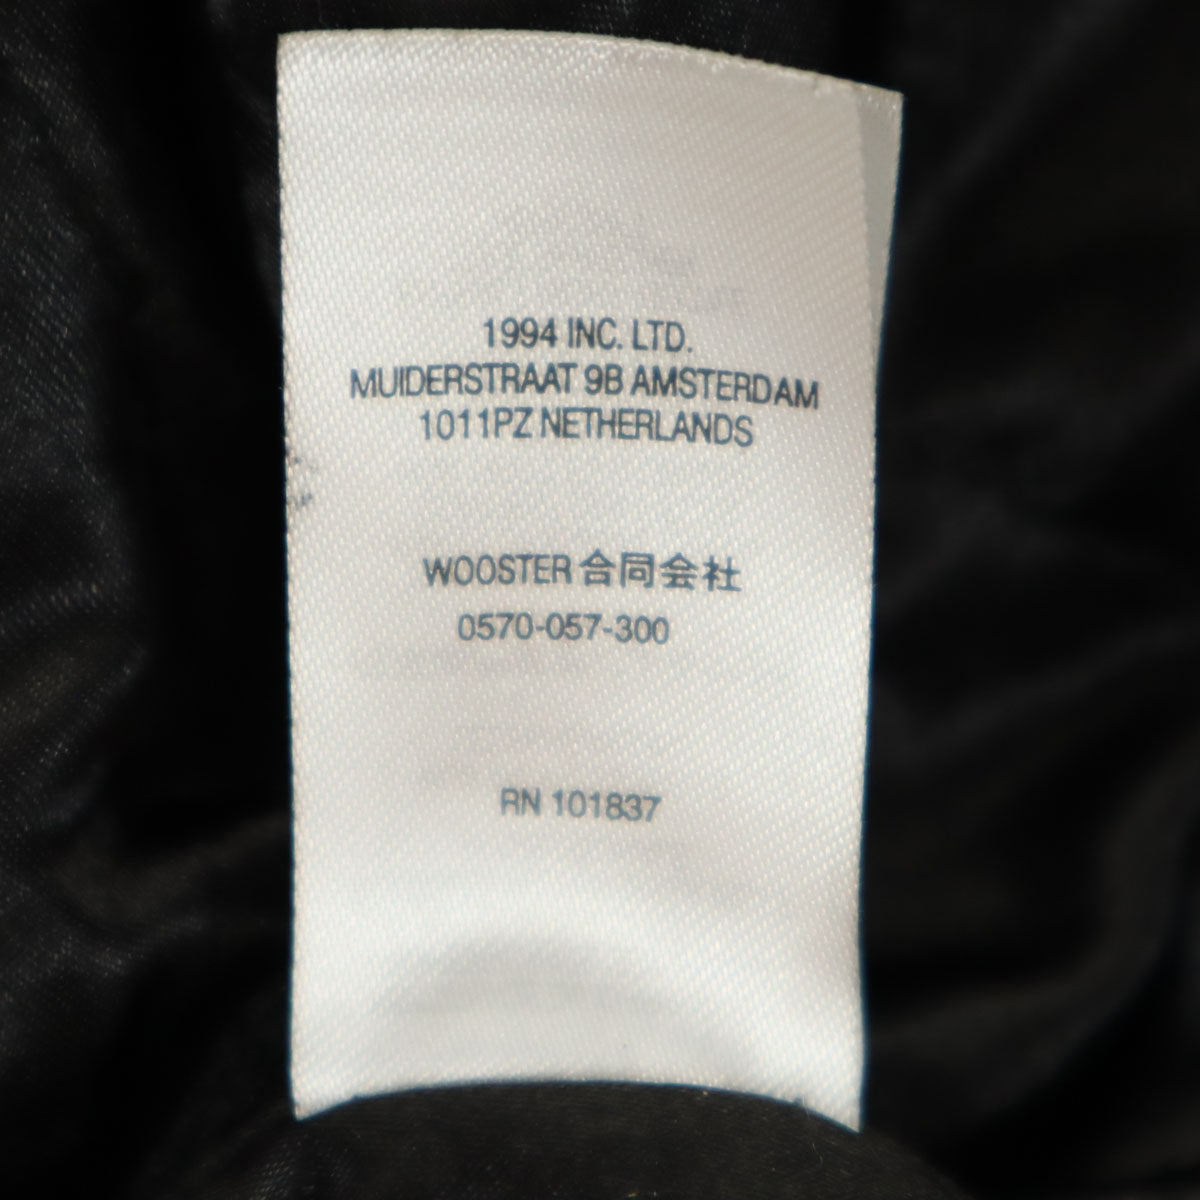 1994 INC. LTD.
MUIDERSTRAAT 9B AMSTERDAM
1011PZ NETHERLANDS
WOOSTER 合同会社
0570-057-300
RN 101837